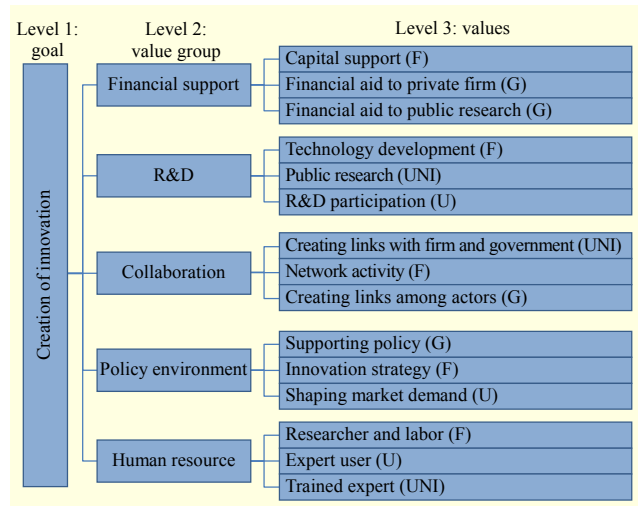 Level 1:
goal
Level 2:
value group
Level 3: values
Creation of innovation
Financial support
Capital support (F)
Financial aid to private firm (G)
Financial aid to public research (G)
R&D
Technology development (F)
Public research (UNI)
R&D participation (U)
Collaboration
Creating links with firm and government (UNI)
Network activity (F)
Creating links among actors (G)
Policy environment
Supporting policy (G)
Innovation strategy (F)
Shaping market demand (U)
Human resource
Researcher and labor (F)
Expert user (U)
Trained expert (UNI)